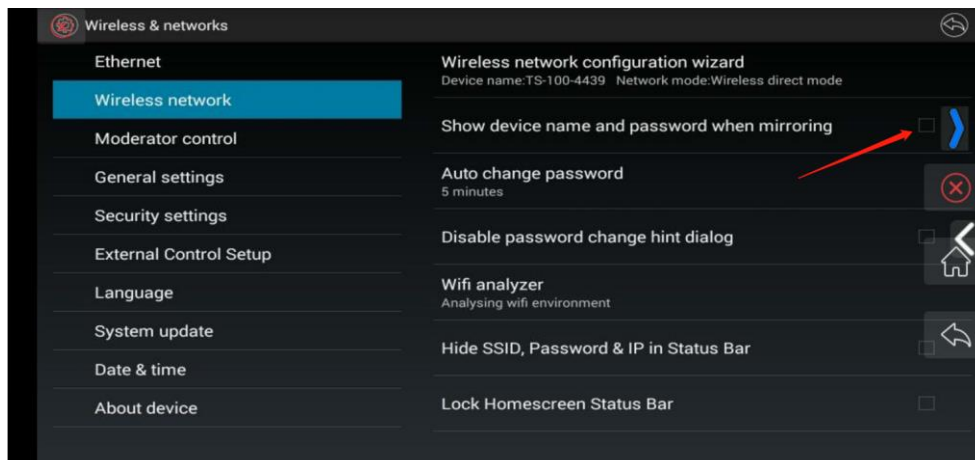 Wireless & networks
Ethernet
Wireless network
Moderator control
General settings
Security settings
External Control Setup
Language
System update
Date & time
About device
Wireless network configuration wizard
Device name:TS-100-4439 Network mode:Wireless direct mode
Show device name and password when mirroring
Auto change password
5 minutes
Disable password change hint dialog
Wifi analyzer
Analysing wifi environment
Hide SSID, Password & IP in Status Bar
Lock Homescreen Status Bar